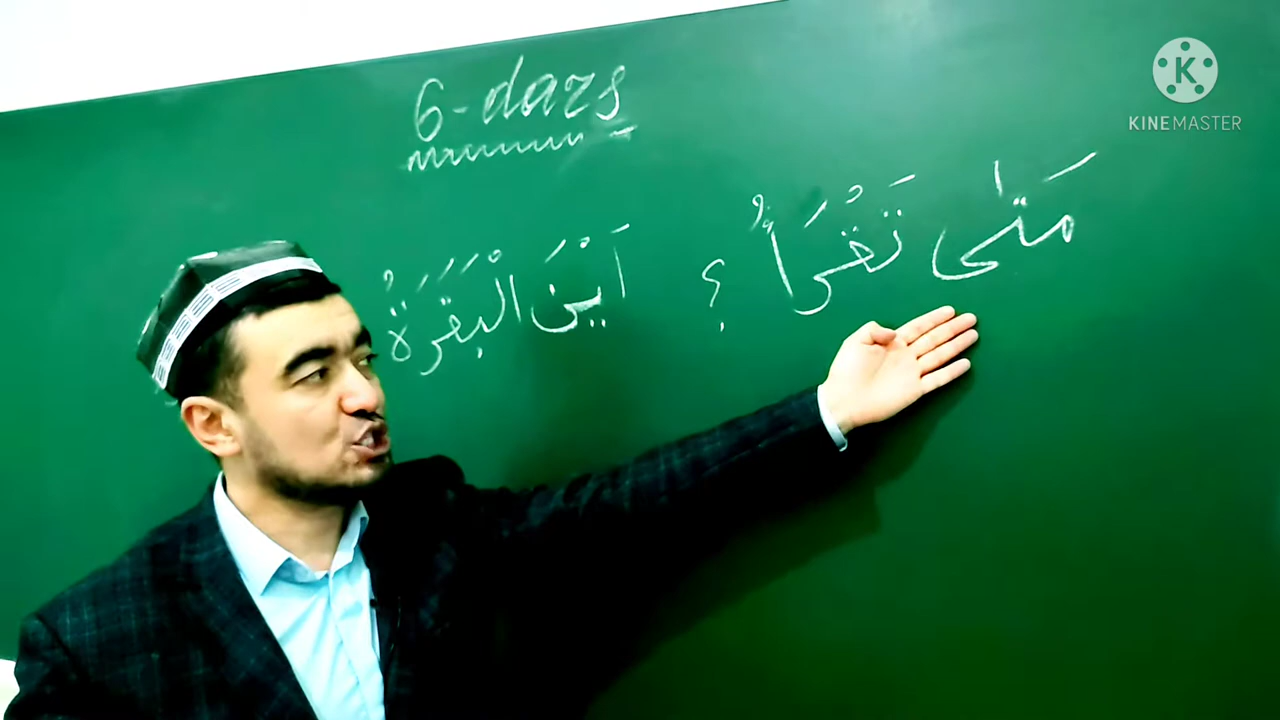 6-dars
مَتٰى تَقْرَأُ ؟ اَيْنَ الْبَقَرَةُ
KINEMASTER